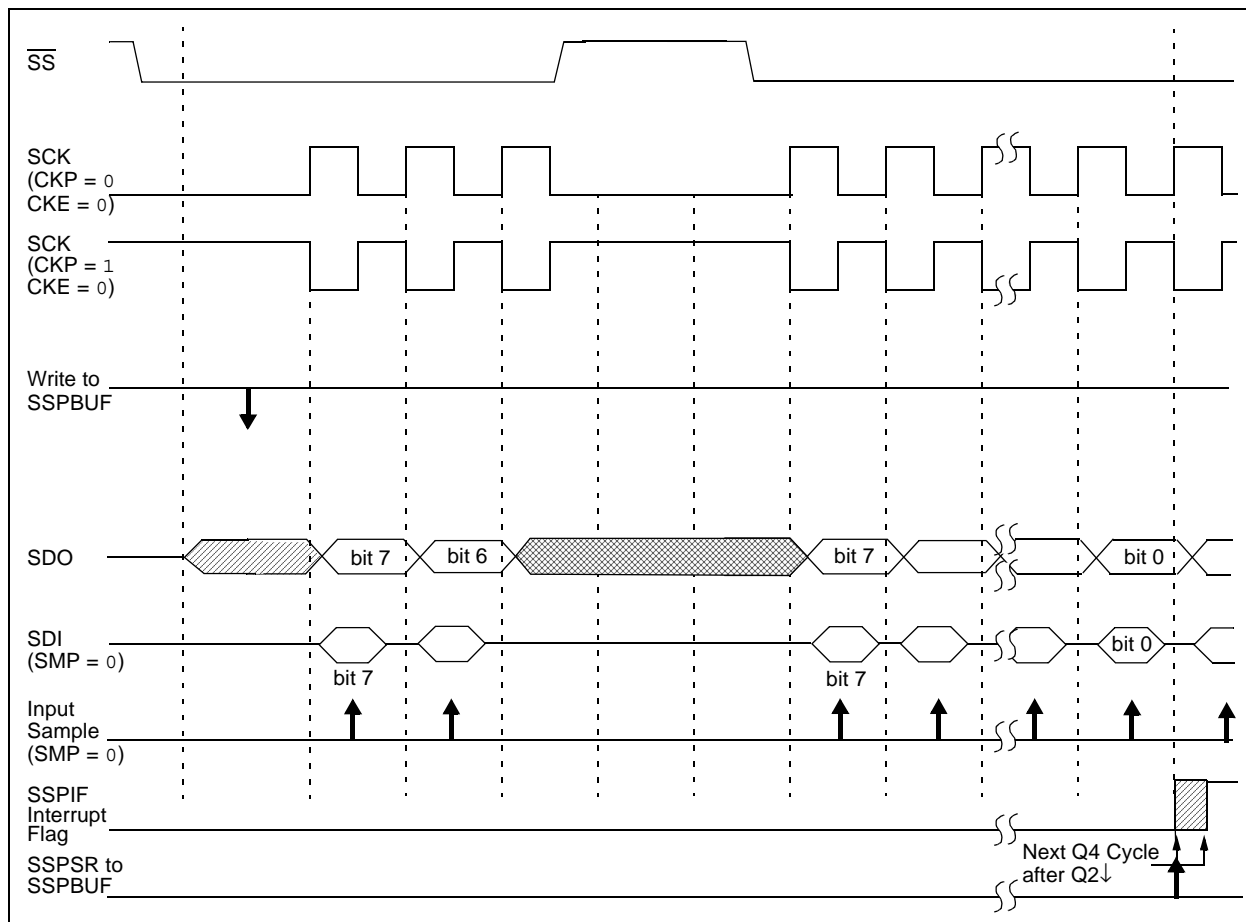 SS
SCK
(CKP = 0
CKE = 0)
SCK
(CKP = 1
CKE = 0)
Write to
SSPBUF
SDO
bit 7
bit 6
bit 7
bit 0
SDI
(SMP = 0)
bit 0
bit 7
bit 7
Input
Sample
(SMP = 0)
SSPIF
Interrupt
Flag
SSPSR to
SSPBUF
Next Q4 Cycle
after Q2↓